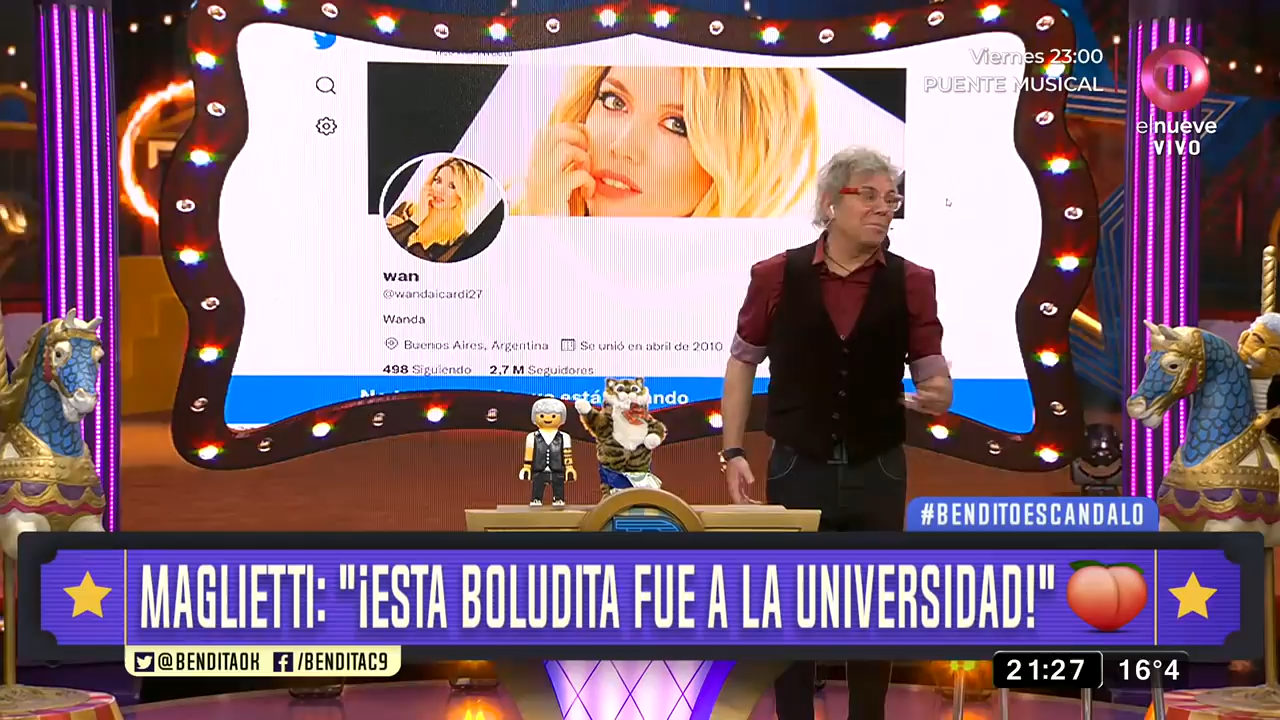 Viernes 23:00
PUENTE MUSICAL
elnueve
VIVO
wan
@wandaicardi27
Wanda
Buenos Aires, Argentina Se unió en abril de 2010
498 Siguiendo 2,7 M Seguidores
#BENDITOESCANDALO
MAGLIETTI: "¡ESTA BOLUDITA FUE A LA UNIVERSIDAD!"
@BENDITAOK /BENDITAC9
21:27 16°4